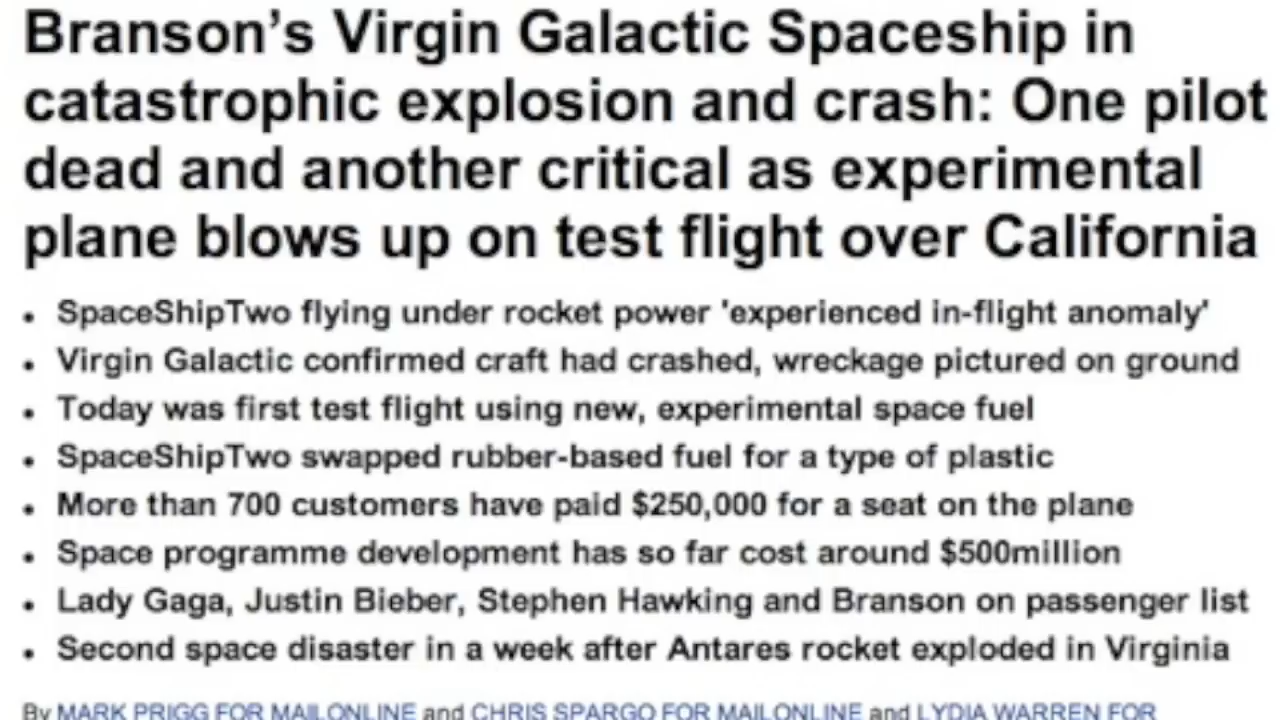 Branson’s Virgin Galactic Spaceship in
catastrophic explosion and crash: One pilot
dead and another critical as experimental
plane blows up on test flight over California
• SpaceShipTwo flying under rocket power 'experienced in-flight anomaly'
• Virgin Galactic confirmed craft had crashed, wreckage pictured on ground
• Today was first test flight using new, experimental space fuel
• SpaceShipTwo swapped rubber-based fuel for a type of plastic
• More than 700 customers have paid $250,000 for a seat on the plane
• Space programme development has so far cost around $500million
• Lady Gaga, Justin Bieber, Stephen Hawking and Branson on passenger list
• Second space disaster in a week after Antares rocket exploded in Virginia
By MARK PRIGG FOR MAILONLINE and CHRIS SPARGO FOR MAILONLINE and LYDIA WARREN FOR